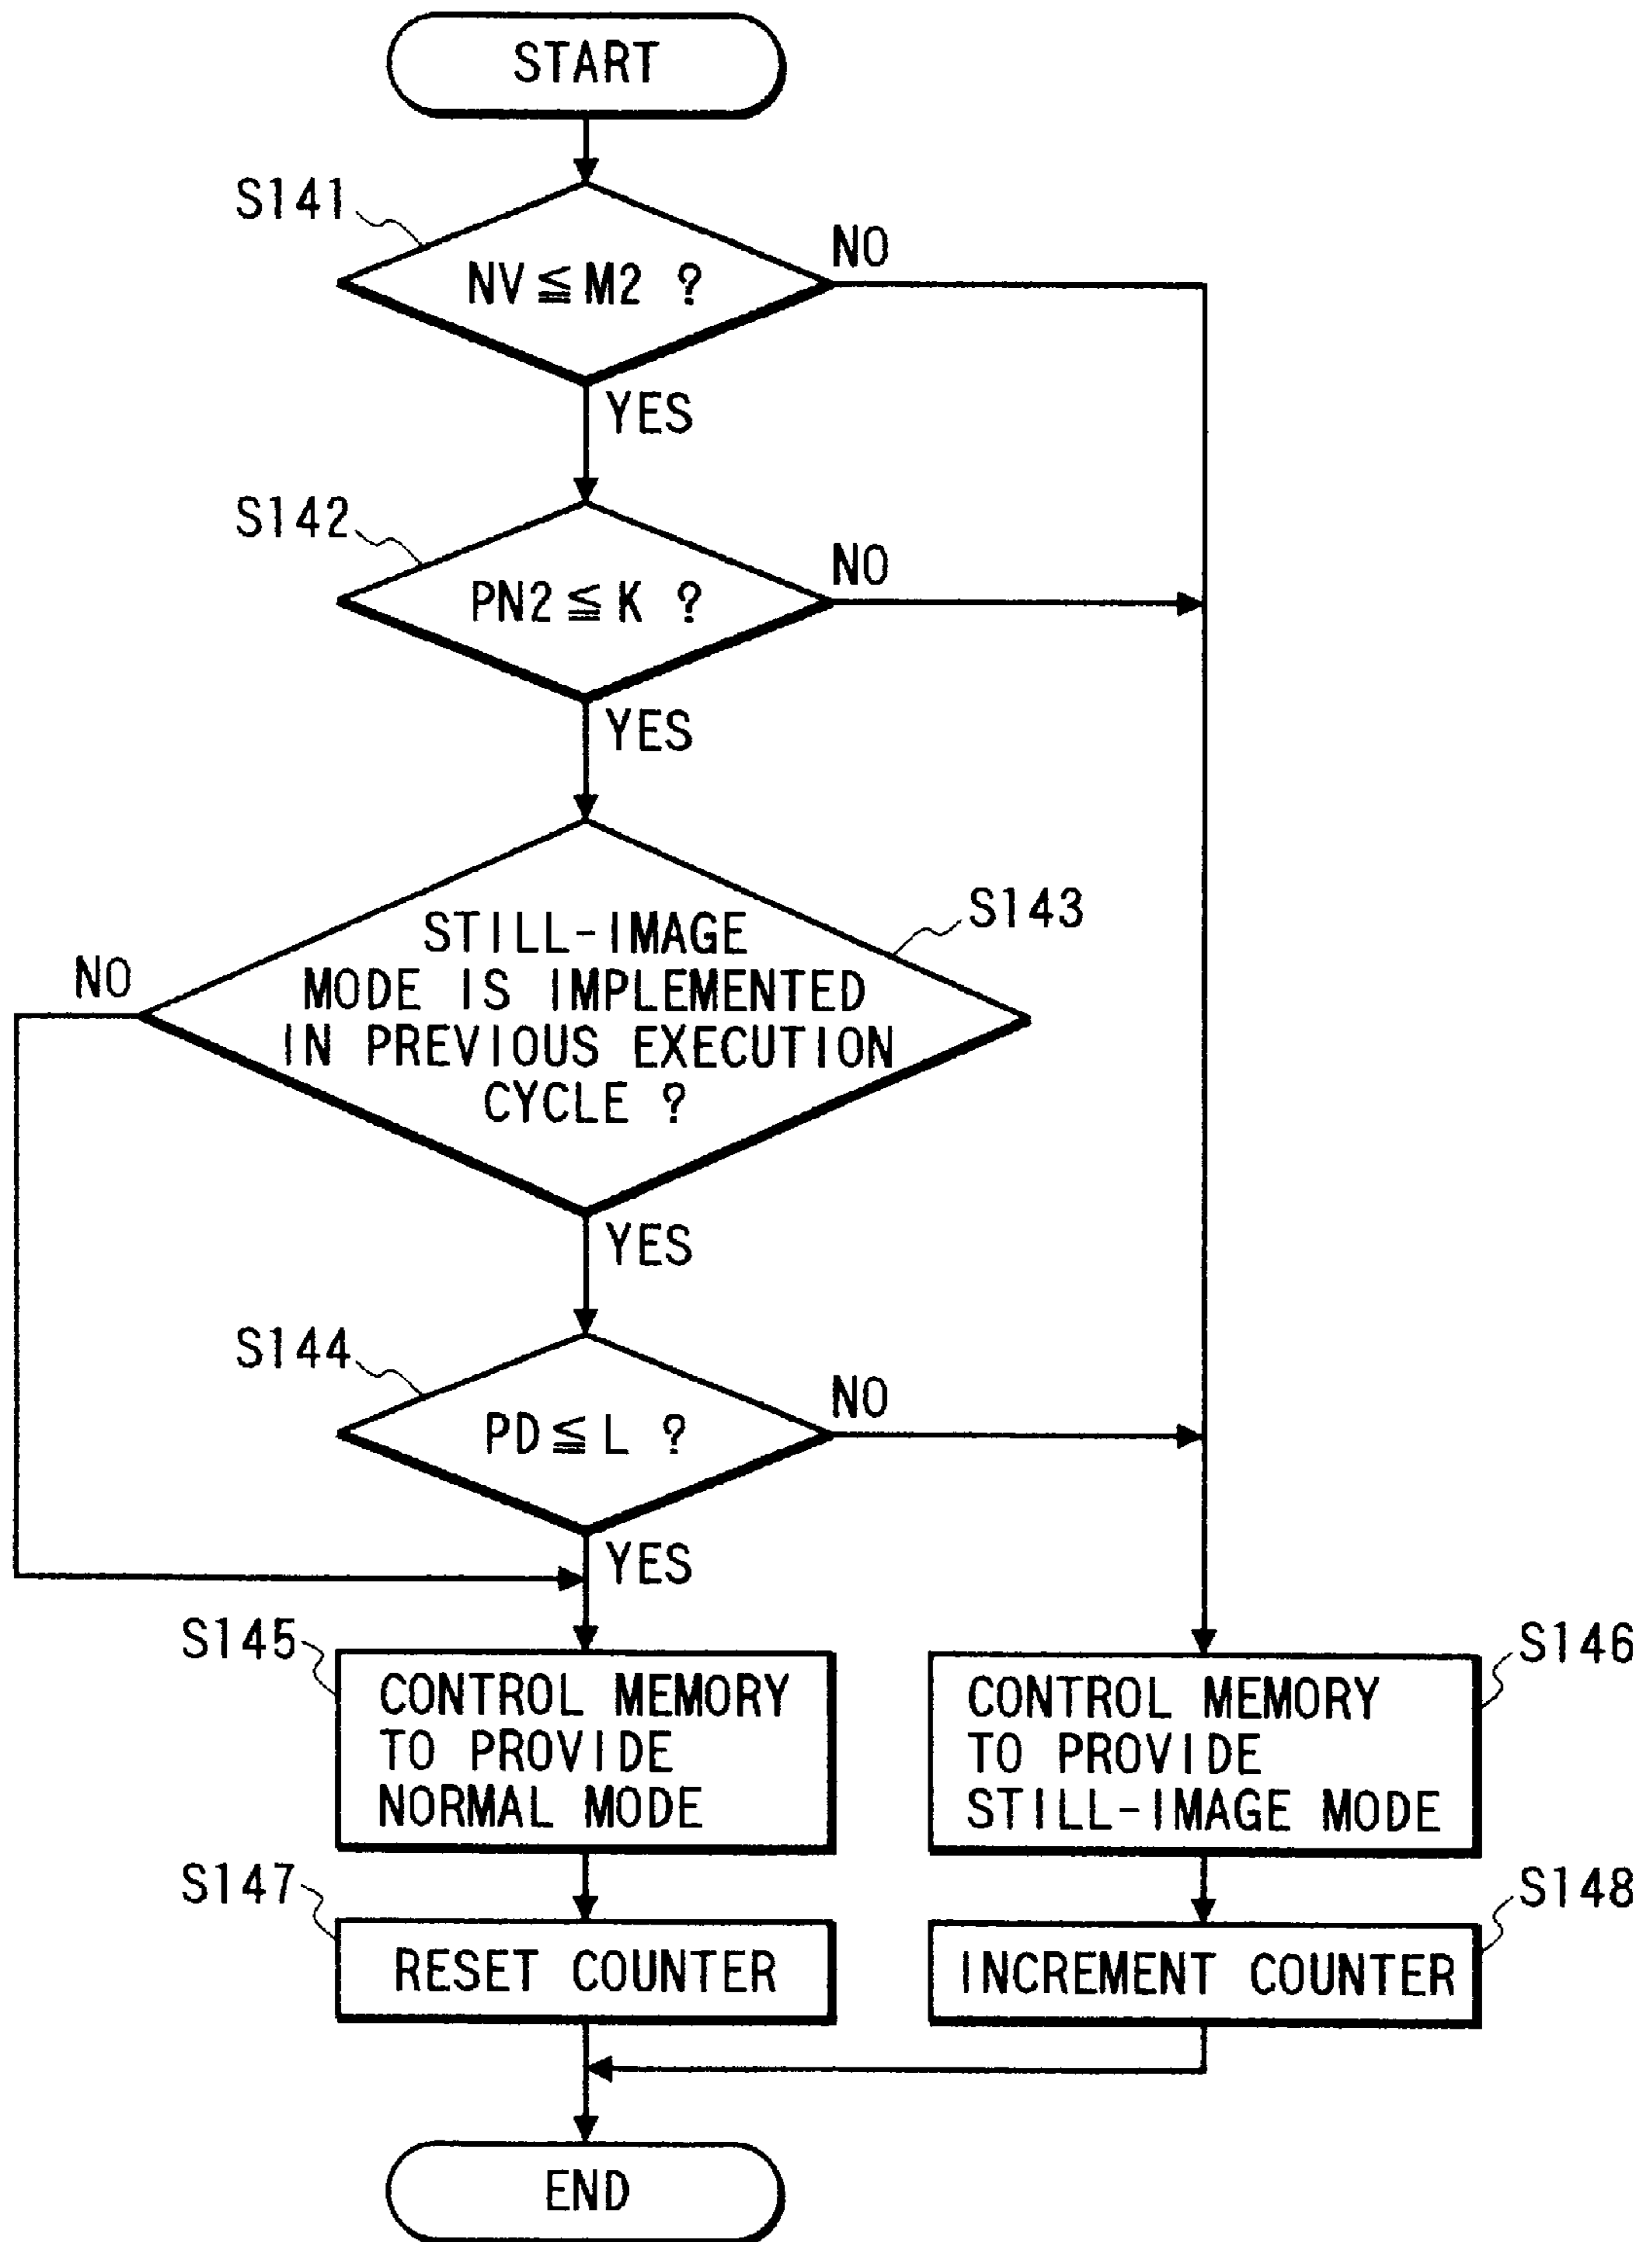 START
S141
NV≦M2 ?
NO
YES
S142
PN2≦K ?
NO
YES
S143
STILL-IMAGE
MODE IS IMPLEMENTED
IN PREVIOUS EXECUTION
CYCLE ?
NO
YES
S144
PD≦L ?
NO
YES
S145
CONTROL MEMORY
TO PROVIDE
NORMAL MODE
S146
CONTROL MEMORY
TO PROVIDE
STILL-IMAGE MODE
S147
RESET COUNTER
S148
INCREMENT COUNTER
END